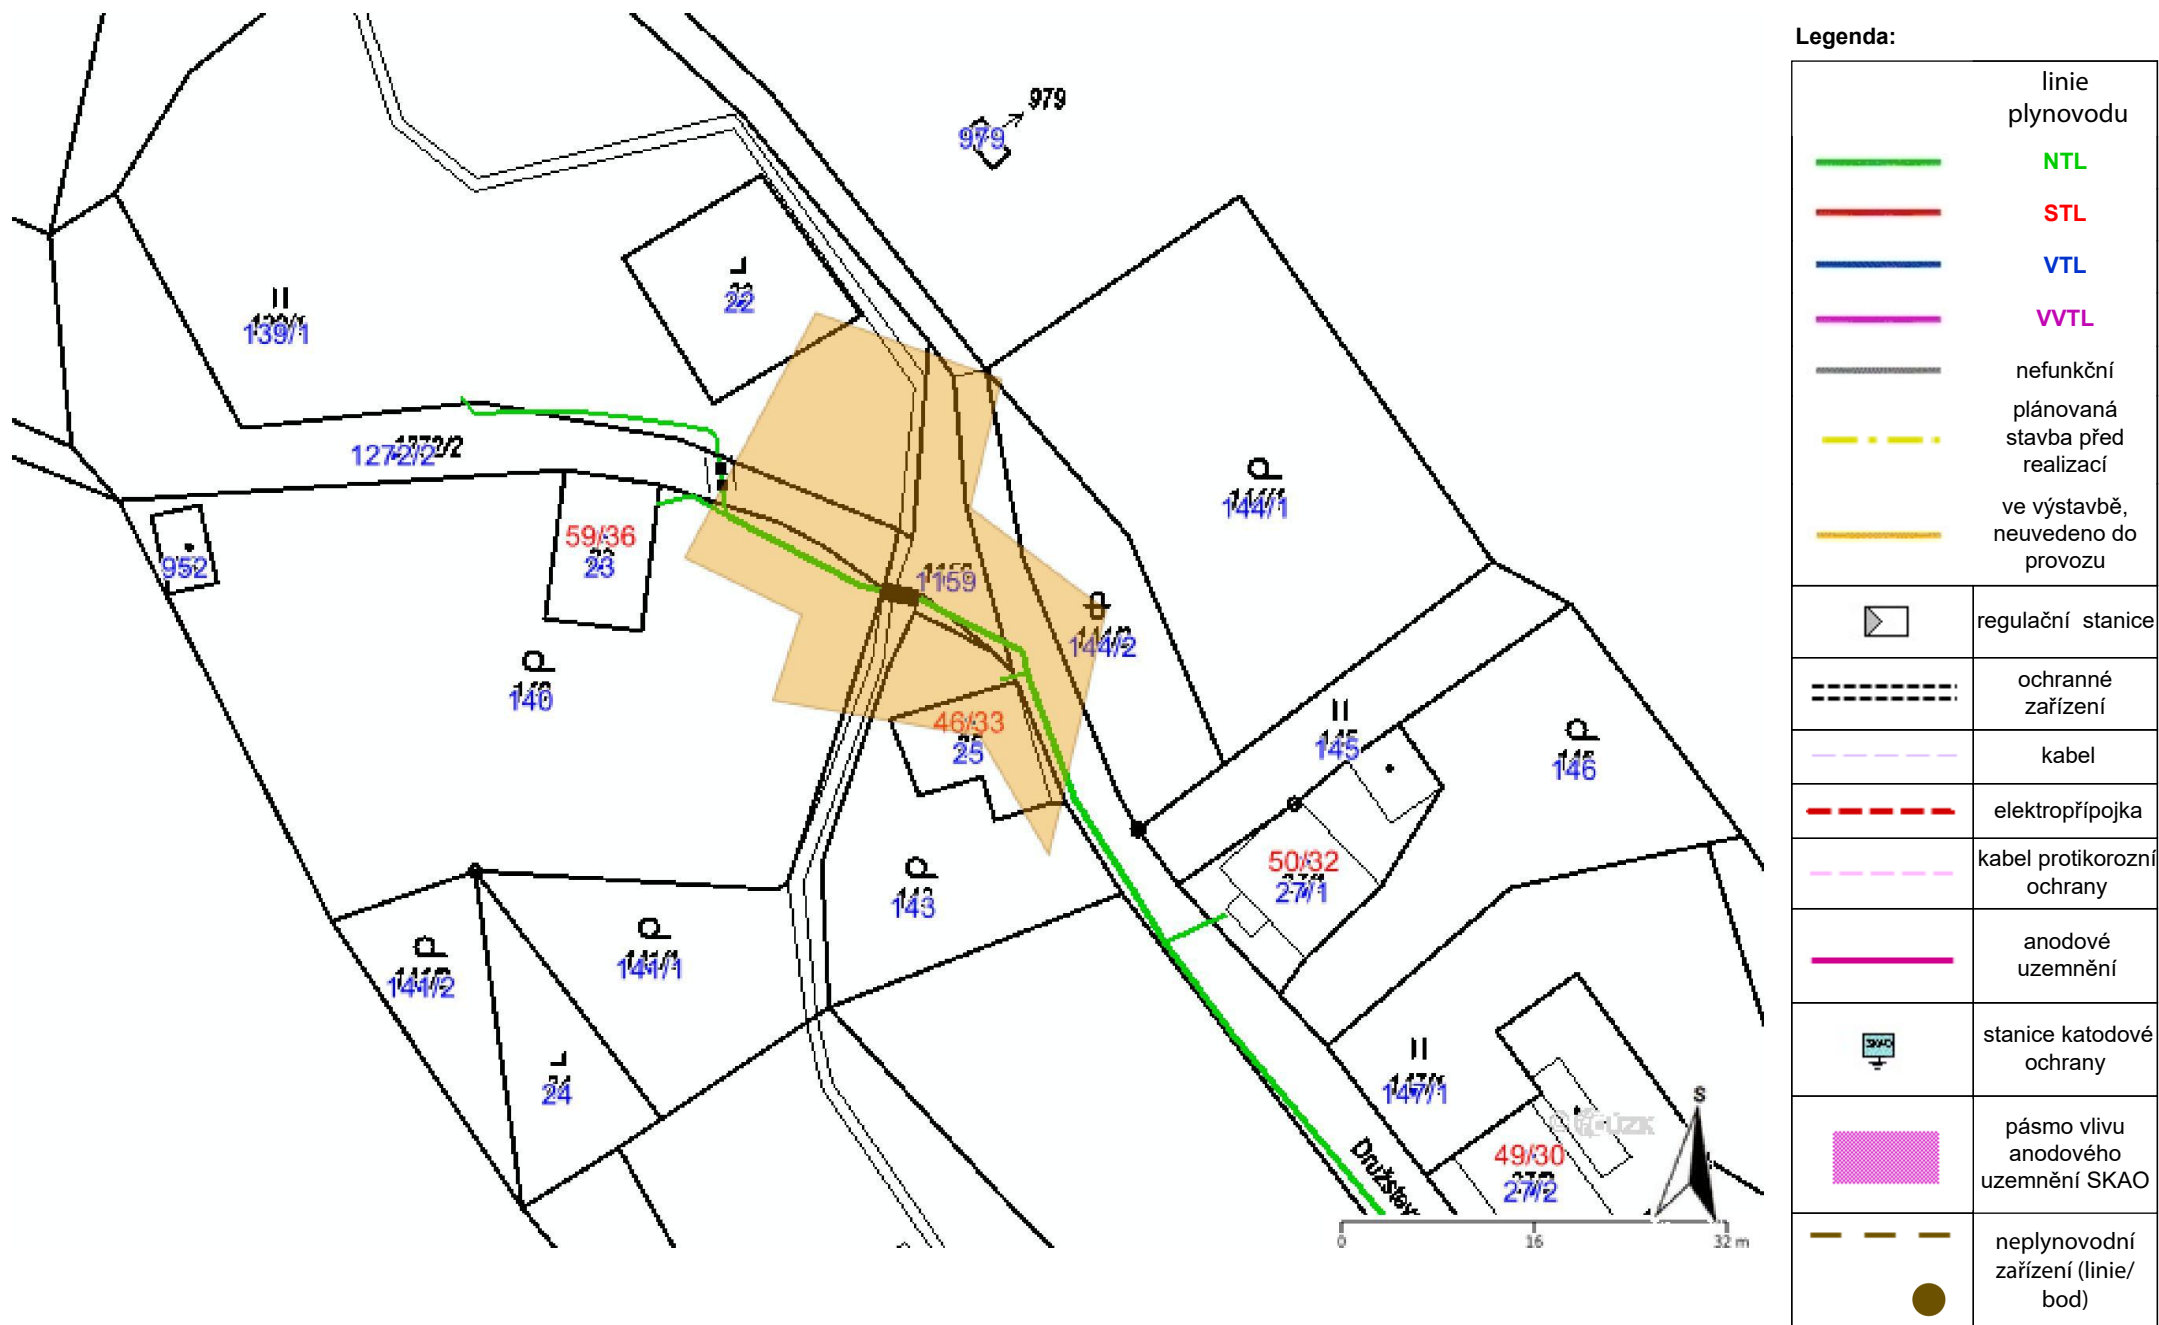 979
979
22
139/1
1272/2
144/1
59/36
23
952
1159
144/2
140
46/33
25
145
146
50/32
27/1
143
141/1
141/2
24
147/1
49/30
27/2
S
0 16 32 m
Legenda:
linie
plynovodu
NTL
STL
VTL
VVTL
nefunkční
plánovaná
stavba před
realizací
ve výstavbě,
neuvedeno do
provozu
regulační stanice
ochranné
zařízení
kabel
elektropřípojka
kabel protikorozní
ochrany
anodové
uzemnění
SKAO
stanice katodové
ochrany
pásmo vlivu
anodového
uzemnění SKAO
neplynovodní
zařízení (linie/
bod)